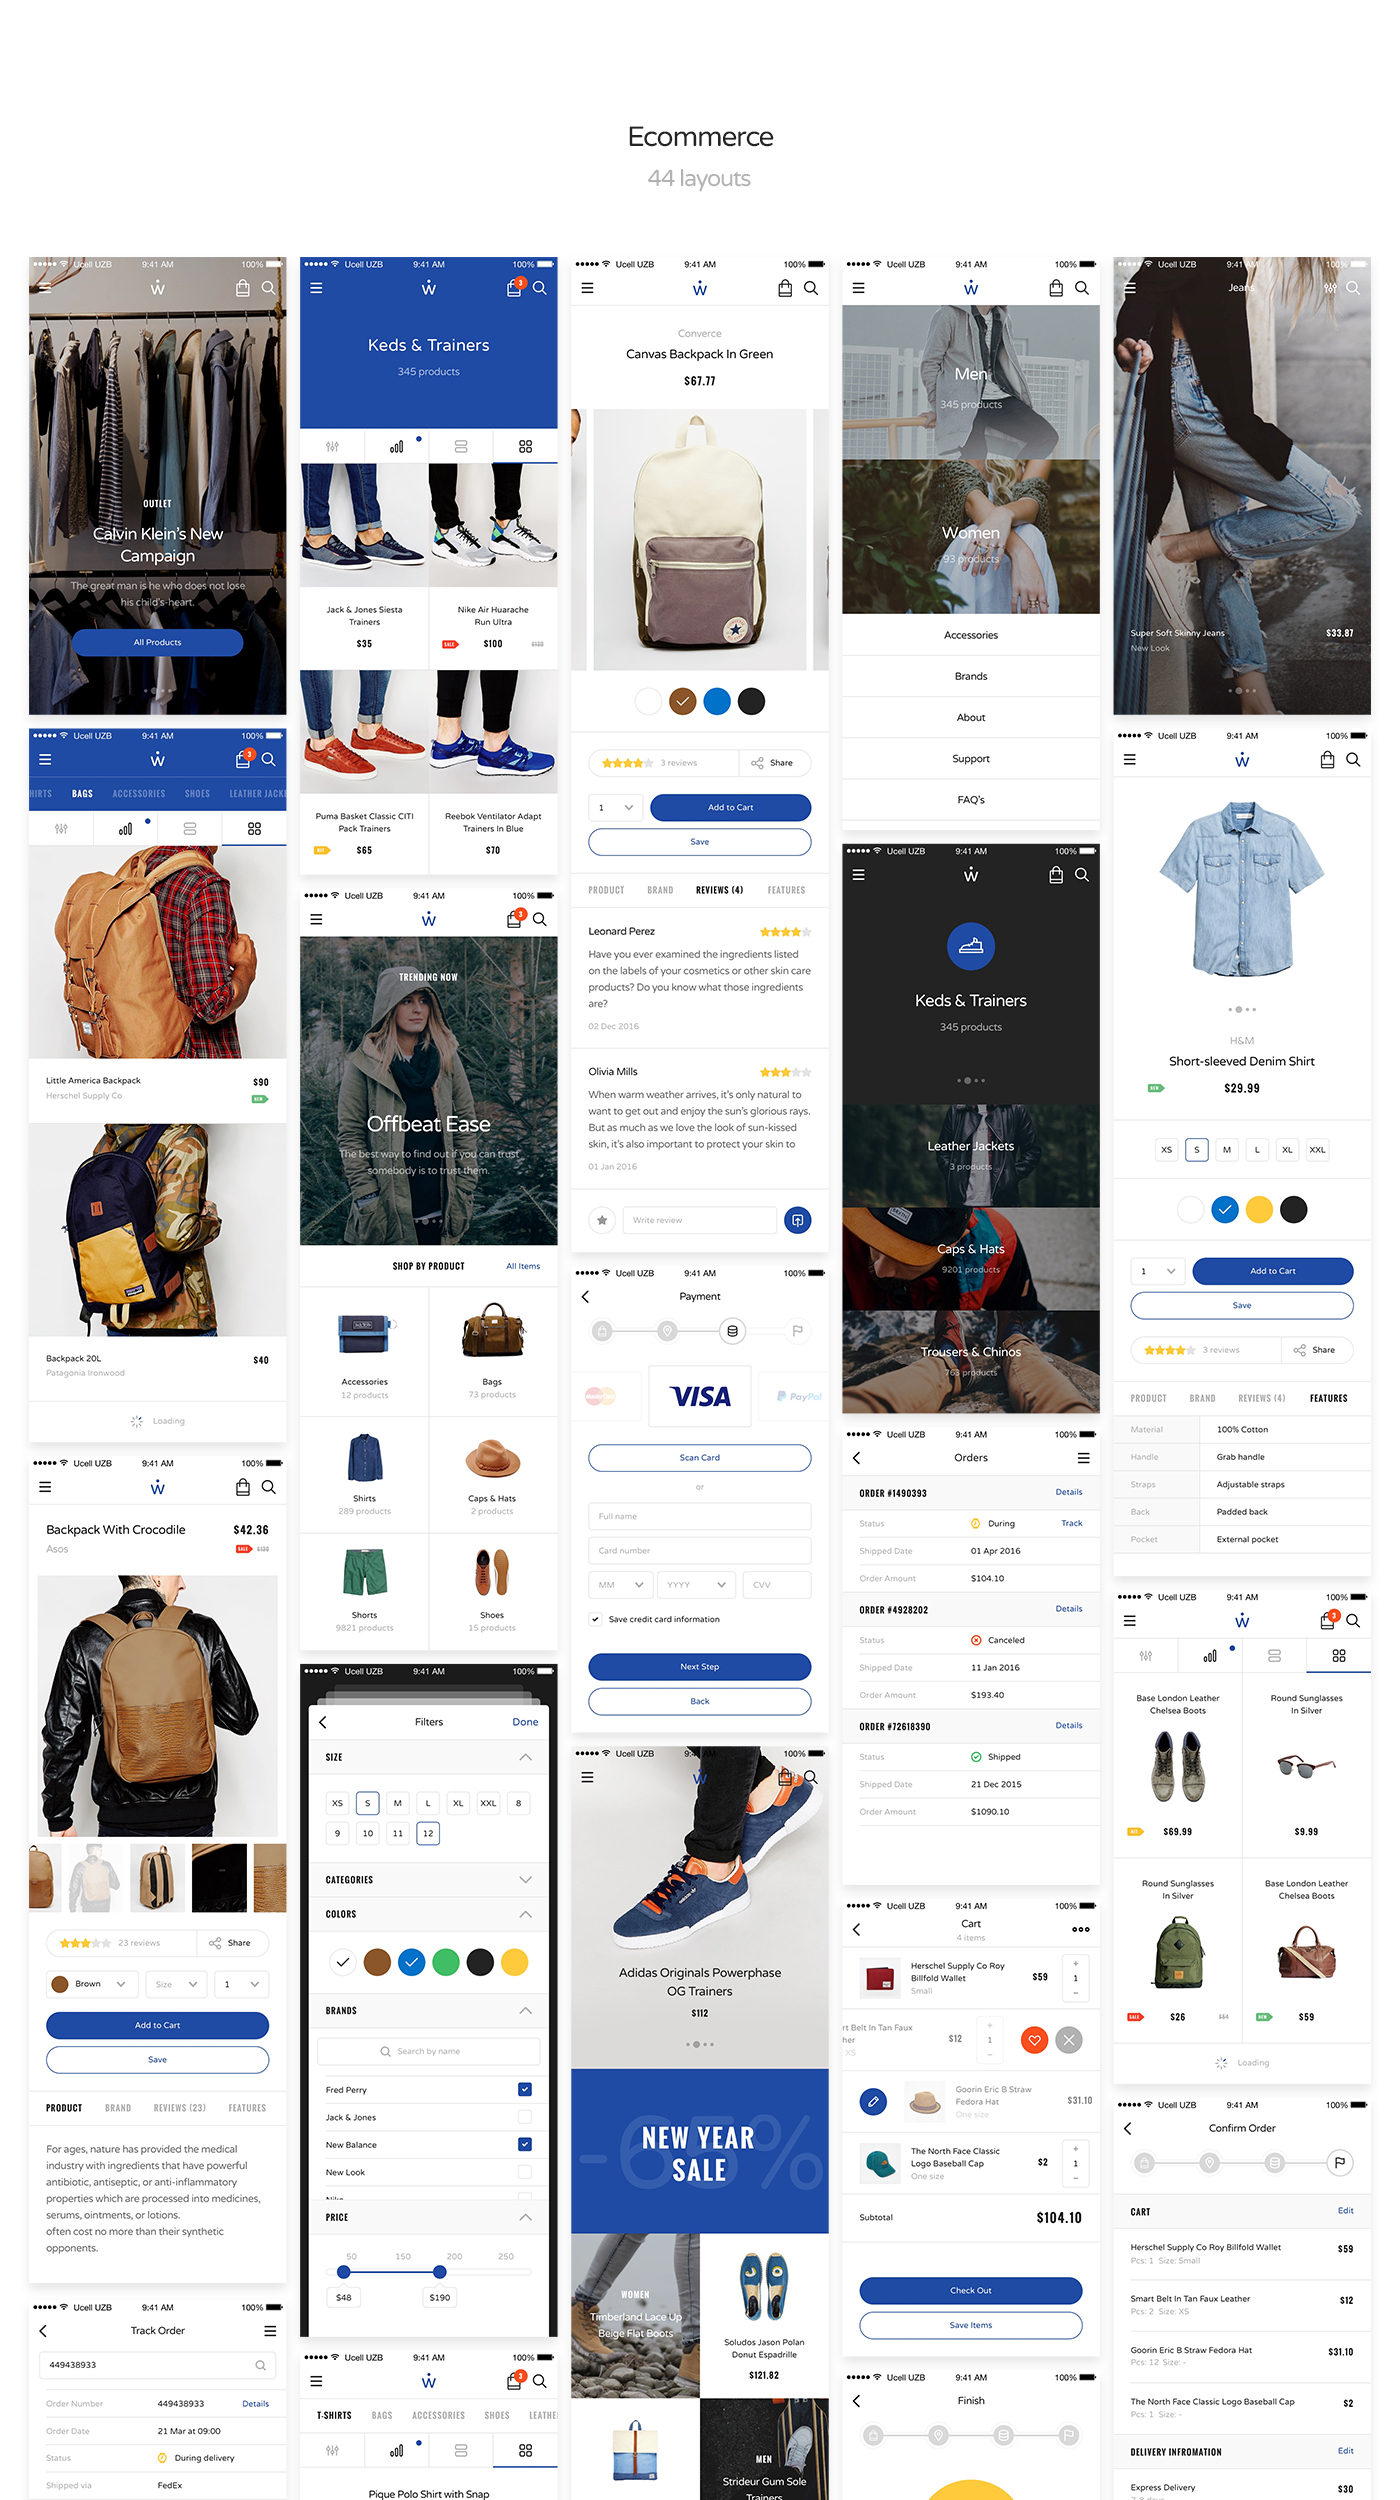 Ecommerce
44 layouts
Ucell UZB 9:41 AM 100%
OUTLET
Calvin Klein's New
Campaign
The great man is he who does not lose
his child's-heart.
All Products
Ucell UZB 9:41 AM 100%
3
HIRTS BAGS ACCESSORIES SHOES LEATHER JACKE
Little America Backpack $90
Herschel Supply Co NEW
Backpack 20L $40
Patagonia Ironwood
Loading
Ucell UZB 9:41 AM 100%
Backpack With Crocodile $42.36
Asos SALE $130
23 reviews Share
Brown Size 1
Add to Cart
Save
PRODUCT BRAND REVIEWS (23) FEATURES
For ages, nature has provided the medical
industry with ingredients that have powerful
antibiotic, antiseptic, or anti-inflammatory
properties which are processed into medicines,
serums, ointments, or lotions.
often cost no more than their synthetic
opponents.
Ucell UZB 9:41 AM 100%
Track Order
449438933
Order Number 449438933 Details
Order Date 21 Mar at 09:00
Status During delivery
Shipped via FedEx
Ucell UZB 9:41 AM 100%
3
Keds & Trainers
345 products
Jack & Jones Siesta
Trainers
$35
Nike Air Huarache
Run Ultra
SALE $100 $130
Puma Basket Classic CITI
Pack Trainers
$65
Reebok Ventilator Adapt
Trainers In Blue
$70
Ucell UZB 9:41 AM 100%
3
TRENDING NOW
Offbeat Ease
The best way to find out if you can trust
somebody is to trust them.
SHOP BY PRODUCT All Items
Accessories
12 products
Bags
73 products
Shirts
289 products
Caps & Hats
2 products
Shorts
9821 products
Shoes
15 products
Ucell UZB 9:41 AM 100%
Filters Done
SIZE
XS S M L XL XXL 8
9 10 11 12
CATEGORIES
COLORS
BRANDS
Search by name
Fred Perry
Jack & Jones
New Balance
New Look
Nike
PRICE
50 150 200 250
$48 $190
Ucell UZB 9:41 AM 100%
3
T-SHIRTS BAGS ACCESSORIES SHOES LEATHE
Pique Polo Shirt with Snap
Ucell UZB 9:41 AM 100%
Converce
Canvas Backpack In Green
$67.77
3 reviews Share
1 Add to Cart
Save
PRODUCT BRAND REVIEWS (4) FEATURES
Leonard Perez
Have you ever examined the ingredients listed
on the labels of your cosmetics or other skin care
products? Do you know what those ingredients
are?
02 Dec 2016
Olivia Mills
When warm weather arrives, it's only natural to
want to get out and enjoy the sun's glorious rays.
But as much as we love the look of sun-kissed
skin, it's also important to protect your skin to
01 Jan 2016
Write review
Ucell UZB 9:41 AM 100%
Payment
MasterCard VISA PayPal
Scan Card
or
Full name
Card number
MM YYYY CVV
Save credit card information
Next Step
Back
Ucell UZB 9:41 AM 100%
Adidas Originals Powerphase
OG Trainers
$112
-65%
NEW YEAR
SALE
WOMEN
Timberland Lace Up
Beige Flat Boots
Soludos Jason Polan
Donut Espadrille
$121.82
MEN
Strideur Gum Sole
Trainers
Ucell UZB 9:41 AM 100%
Men
345 products
Women
93 products
Accessories
Brands
About
Support
FAQ's
Ucell UZB 9:41 AM 100%
Keds & Trainers
345 products
Leather Jackets
3 products
Caps & Hats
9201 products
Trousers & Chinos
763 products
Ucell UZB 9:41 AM 100%
Orders
ORDER #1490393 Details
Status During Track
Shipped Date 01 Apr 2016
Order Amount $104.10
ORDER #4928202 Details
Status Canceled
Shipped Date 11 Jan 2016
Order Amount $193.40
ORDER #72618390 Details
Status Shipped
Shipped Date 21 Dec 2015
Order Amount $1090.10
Ucell UZB 9:41 AM 100%
Cart
4 items
Herschel Supply Co Roy
Billfold Wallet
Small
$59 + 1 −
rt Belt In Tan Faux
her
XS
$12 + 1 −
Goorin Eric B Straw
Fedora Hat
One size
$31.10
The North Face Classic
Logo Baseball Cap
One size
$2 + 1 −
Subtotal $104.10
Check Out
Save Items
Ucell UZB 9:41 AM 100%
Finish
Ucell UZB 9:41 AM 100%
Jeans
Super Soft Skinny Jeans $33.87
New Look
Ucell UZB 9:41 AM 100%
H&M
Short-sleeved Denim Shirt
NEW $29.99
XS S M L XL XXL
1 Add to Cart
Save
3 reviews Share
PRODUCT BRAND REVIEWS (4) FEATURES
Material 100% Cotton
Handle Grab handle
Straps Adjustable straps
Back Padded back
Pocket External pocket
Ucell UZB 9:41 AM 100%
3
Base London Leather
Chelsea Boots
$69.99
Round Sunglasses
In Silver
$9.99
Round Sunglasses
In Silver
SALE $26 $64
Base London Leather
Chelsea Boots
NEW $59
Loading
Ucell UZB 9:41 AM 100%
Confirm Order
CART Edit
Herschel Supply Co Roy Billfold Wallet $59
Pcs: 1 Size: Small
Smart Belt In Tan Faux Leather $12
Pcs: 2 Size: XS
Goorin Eric B Straw Fedora Hat $31.10
Pcs: 12 Size: -
The North Face Classic Logo Baseball Cap $2
Pcs: 1 Size: -
DELIVERY INFROMATION Edit
Express Delivery $30